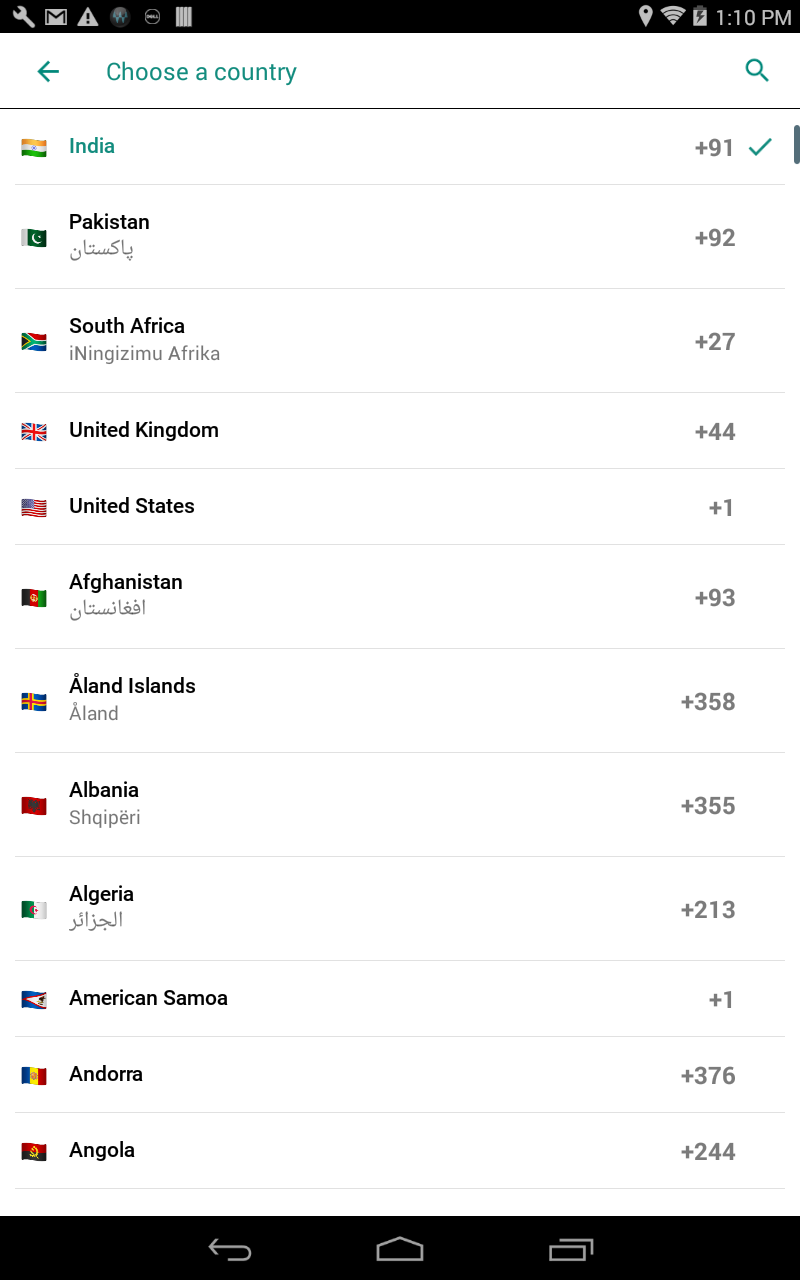 1:10 PM
Choose a country
India +91
Pakistan
پاکستان
+92
South Africa
iNingizimu Afrika
+27
United Kingdom +44
United States +1
Afghanistan
افغانستان
+93
Åland Islands
Åland
+358
Albania
Shqipëri
+355
Algeria
الجزائر
+213
American Samoa +1
Andorra +376
Angola +244